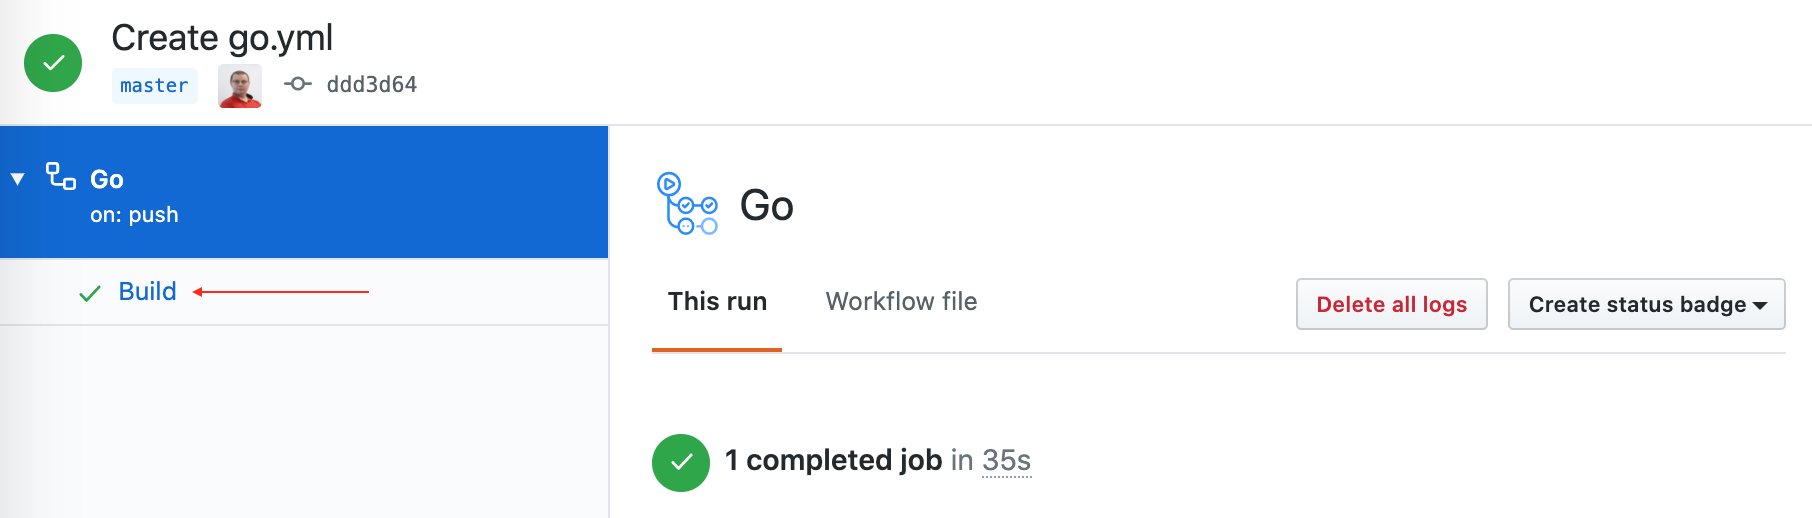 Create go.yml
master ddd3d64
Go
on: push
Build
Go
This run Workflow file Delete all logs Create status badge
1 completed job in 35s